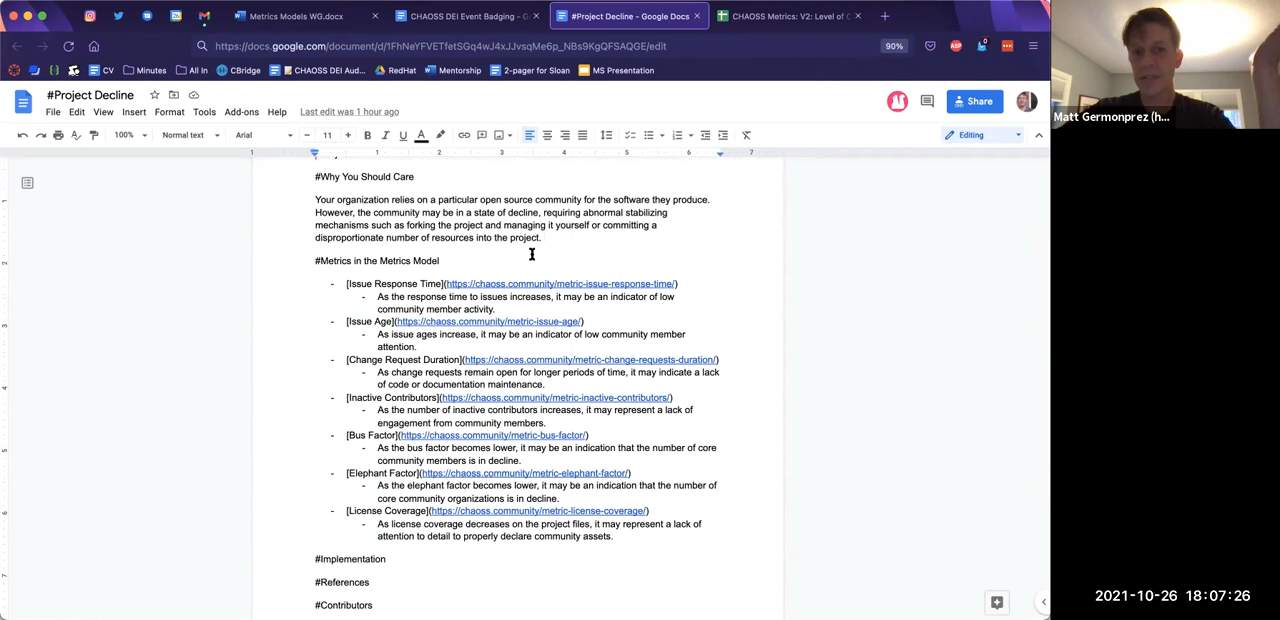 Metrics Models WG.docx
CHAOSS DEI Event Badging - G
#Project Decline - Google Docs
CHAOSS Metrics: V2: Level of C
https://docs.google.com/document/d/1FhNeYFVETfetSGq4wJ4xJJvsqMe6p_NBs9KgQFSAQGE/edit
90%
ABP
0
CV
Minutes
All In
CBridge
CHAOSS DEI Aud...
RedHat
Mentorship
2-pager for Sloan
MS Presentation
#Project Decline
File Edit View Insert Format Tools Add-ons Help Last edit was 1 hour ago
Share
100% Normal text Arial 11 B I U A Editing
1 1 2 3 4 5 6 7
#Why You Should Care
Your organization relies on a particular open source community for the software they produce.
However, the community may be in a state of decline, requiring abnormal stabilizing
mechanisms such as forking the project and managing it yourself or committing a
disproportionate number of resources into the project.
#Metrics in the Metrics Model
- [Issue Response Time](https://chaoss.community/metric-issue-response-time/)
- As the response time to issues increases, it may be an indicator of low
community member activity.
- [Issue Age](https://chaoss.community/metric-issue-age/)
- As issue ages increase, it may be an indicator of low community member
attention.
- [Change Request Duration](https://chaoss.community/metric-change-requests-duration/)
- As change requests remain open for longer periods of time, it may indicate a lack
of code or documentation maintenance.
- [Inactive Contributors](https://chaoss.community/metric-inactive-contributors/)
- As the number of inactive contributors increases, it may represent a lack of
engagement from community members.
- [Bus Factor](https://chaoss.community/metric-bus-factor/)
- As the bus factor becomes lower, it may be an indication that the number of core
community members is in decline.
- [Elephant Factor](https://chaoss.community/metric-elephant-factor/)
- As the elephant factor becomes lower, it may be an indication that the number of
core community organizations is in decline.
- [License Coverage](https://chaoss.community/metric-license-coverage/)
- As license coverage decreases on the project files, it may represent a lack of
attention to detail to properly declare community assets.
#Implementation
#References
#Contributors
Matt Germonprez (h...
2021-10-26 18:07:26